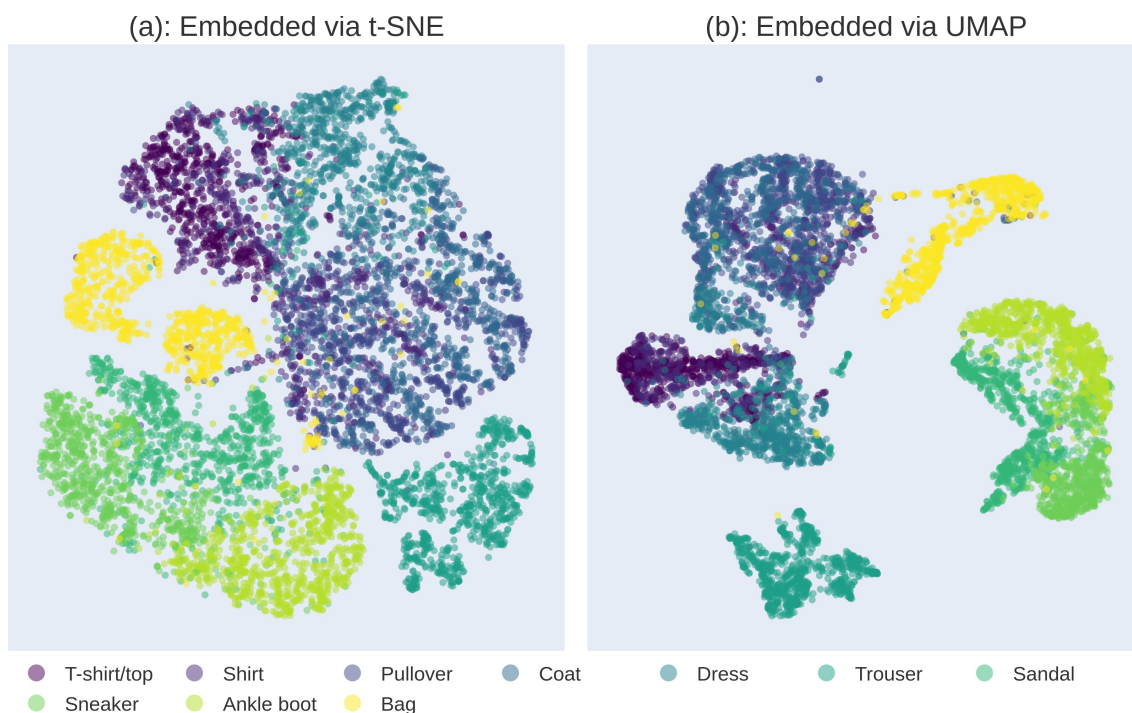 (a): Embedded via t-SNE (b): Embedded via UMAP
T-shirt/top Shirt Pullover Coat Dress Trouser Sandal
Sneaker Ankle boot Bag